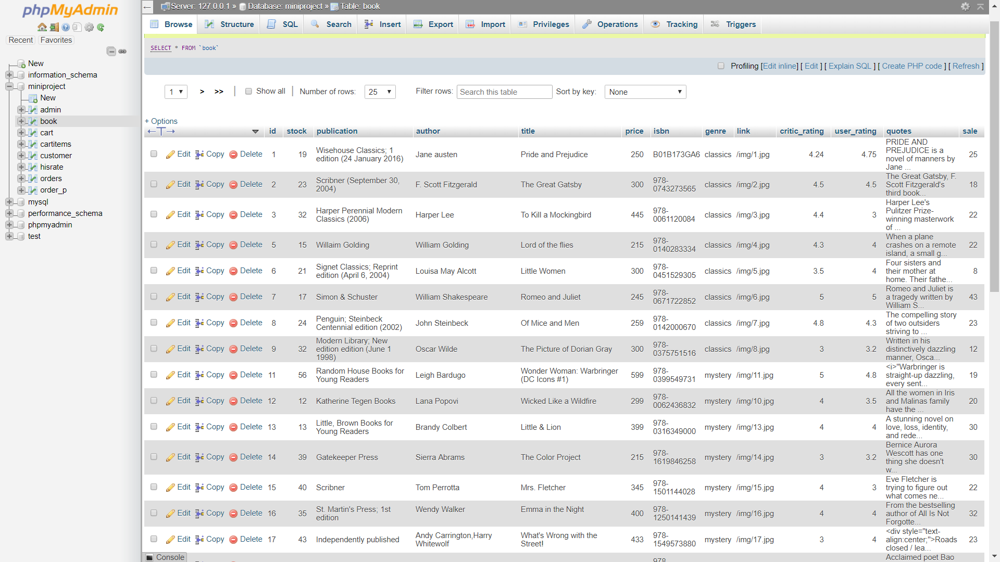 phpMyAdmin
Recent Favorites
New
information_schema
miniproject
New
admin
book
cart
cartitems
customer
hisrate
orders
order_p
mysql
performance_schema
phpmyadmin
test
← Server: 127.0.0.1 » Database: miniproject » Table: book
Browse Structure SQL Search Insert Export Import Privileges Operations Tracking Triggers
SELECT * FROM `book`
Profiling [Edit inline] [ Edit ] [ Explain SQL ] [ Create PHP code ] [ Refresh ]
1 > >> Show all Number of rows: 25 Filter rows: Search this table Sort by key: None
+ Options
←T→ id stock publication author title price isbn genre link critic_rating user_rating quotes sale
Edit Copy Delete 1 19 Wisehouse Classics; 1 edition (24 January 2016) Jane austen Pride and Prejudice 250 B01B173GA6 classics /img/1.jpg 4.24 4.75 PRIDE AND PREJUDICE is a novel of manners by Jane ... 25
Edit Copy Delete 2 23 Scribner (September 30, 2004) F. Scott Fitzgerald The Great Gatsby 300 978-0743273565 classics /img/2.jpg 4.5 4.5 The Great Gatsby, F. Scott Fitzgerald's third book... 18
Edit Copy Delete 3 32 Harper Perennial Modern Classics (2006) Harper Lee To Kill a Mockingbird 445 978-0061120084 classics /img/3.jpg 4.4 3 Harper Lee's Pulitzer Prize-winning masterwork of ... 22
Edit Copy Delete 5 15 Willaim Golding William Golding Lord of the flies 215 978-0140283334 classics /img/4.jpg 4.3 4 When a plane crashes on a remote island, a small g... 22
Edit Copy Delete 6 21 Signet Classics; Reprint edition (April 6, 2004) Louisa May Alcott Little Women 300 978-0451529305 classics /img/5.jpg 3.5 4 Four sisters and their mother at home. Their fathe... 8
Edit Copy Delete 7 17 Simon & Schuster William Shakespeare Romeo and Juliet 245 978-0671722852 classics /img/6.jpg 5 5 Romeo and Juliet is a tragedy written by William S... 43
Edit Copy Delete 8 24 Penguin; Steinbeck Centennial edition (2002) John Steinbeck Of Mice and Men 259 978-0142000670 classics /img/7.jpg 4.8 4.3 The compelling story of two outsiders striving to ... 23
Edit Copy Delete 9 32 Modern Library; New edition edition (June 1 1998) Oscar Wilde The Picture of Dorian Gray 300 978-0375751516 classics /img/8.jpg 3 3.2 Written in his distinctively dazzling manner, Osca... 12
Edit Copy Delete 11 56 Random House Books for Young Readers Leigh Bardugo Wonder Woman: Warbringer (DC Icons #1) 599 978-0399549731 mystery /img/11.jpg 5 4.8 <i>"Warbringer is straight-up dazzling, every sent... 19
Edit Copy Delete 12 12 Katherine Tegen Books Lana Popovi Wicked Like a Wildfire 299 978-0062436832 mystery /img/10.jpg 4 3.5 All the women in Iris and Malinas family have the ... 20
Edit Copy Delete 13 13 Little, Brown Books for Young Readers Brandy Colbert Little & Lion 399 978-0316349000 mystery /img/13.jpg 4 4 A stunning novel on love, loss, identity, and rede... 30
Edit Copy Delete 14 39 Gatekeeper Press Sierra Abrams The Color Project 215 978-1619846258 mystery /img/14.jpg 3 3.2 Bernice Aurora Wescott has one thing she doesn't w... 30
Edit Copy Delete 15 40 Scribner Tom Perrotta Mrs. Fletcher 345 978-1501144028 mystery /img/15.jpg 4 3 Eve Fletcher is trying to figure out what comes ne... 22
Edit Copy Delete 16 35 St. Martin's Press; 1st edition Wendy Walker Emma in the Night 400 978-1250141439 mystery /img/16.jpg 4 4 From the bestselling author of All Is Not Forgotte... 32
Edit Copy Delete 17 43 Independently published Andy Carrington,Harry Whitewolf What's Wrong with the Street! 433 978-1549573880 mystery /img/17.jpg 3 4 <div style="text-align:center;">Roads closed / lea... 23
Console 978- Acclaimed poet Bao